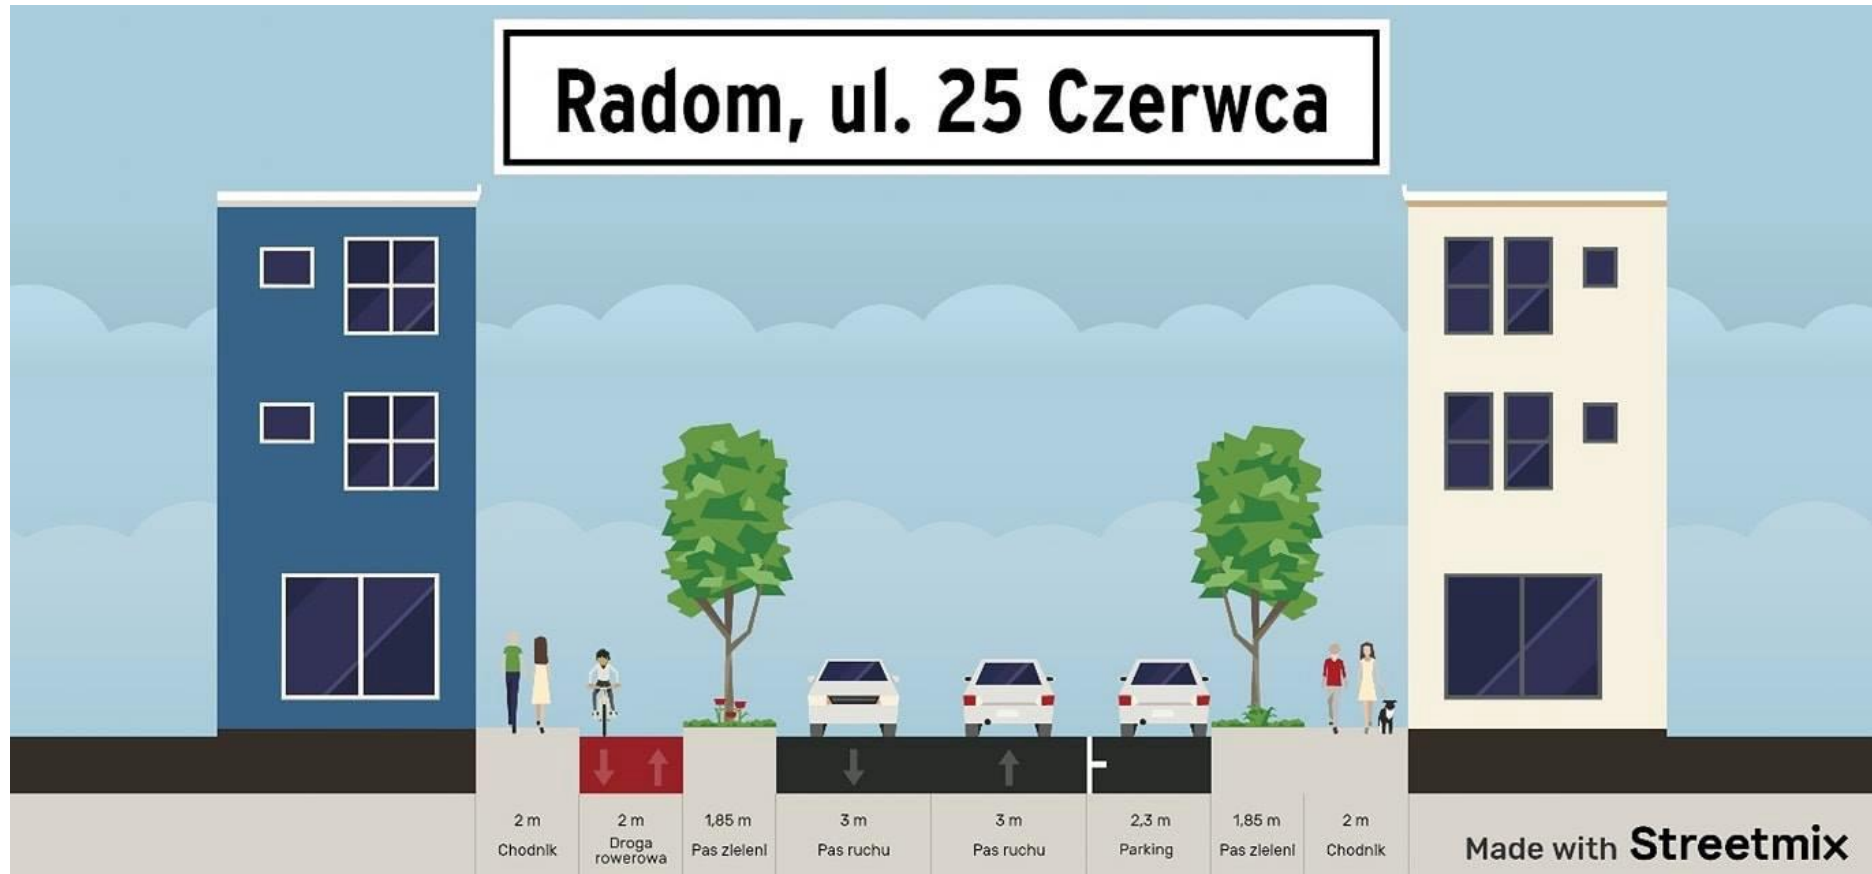 Radom, ul. 25 Czerwca
2 m
Chodnik
2 m
Droga
rowerowa
1,85 m
Pas zieleni
3 m
Pas ruchu
3 m
Pas ruchu
2,3 m
Parking
1,85 m
Pas zieleni
2 m
Chodnik
Made with Streetmix